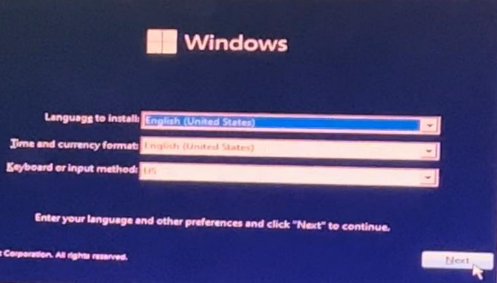 Windows
Language to install: English (United States)
Time and currency format: English (United States)
Keyboard or input method: US
Enter your language and other preferences and click "Next" to continue.
Corporation. All rights reserved.
Next